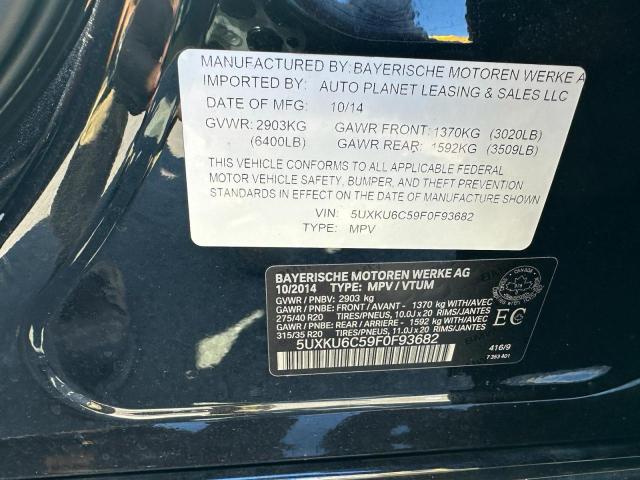 MANUFACTURED BY: BAYERISCHE MOTOREN WERKE A
IMPORTED BY: AUTO PLANET LEASING & SALES LLC
DATE OF MFG: 10/14
GVWR: 2903KG GAWR FRONT: 1370KG (3020LB)
(6400LB) GAWR REAR: 1592KG (3509LB)
THIS VEHICLE CONFORMS TO ALL APPLICABLE FEDERAL
MOTOR VEHICLE SAFETY, BUMPER, AND THEFT PREVENTION
STANDARDS IN EFFECT ON THE DATE OF MANUFACTURE SHOWN
VIN: 5UXKU6C59F0F93682
TYPE: MPV
BAYERISCHE MOTOREN WERKE AG
10/2014 TYPE: MPV / VTUM
GVWR / PNBV: 2903 kg
GAWR / PNBE: FRONT / AVANT - 1370 kg WITH/AVEC
275/40 R20 TIRES/PNEUS, 10.0J x 20 RIMS/JANTES
GAWR / PNBE: REAR / ARRIERE - 1592 kg WITH/AVEC
315/35 R20 TIRES/PNEUS, 11.0J x 20 RIMS/JANTES
5UXKU6C59F0F93682
EC
416/9
7 353 401
CANADA